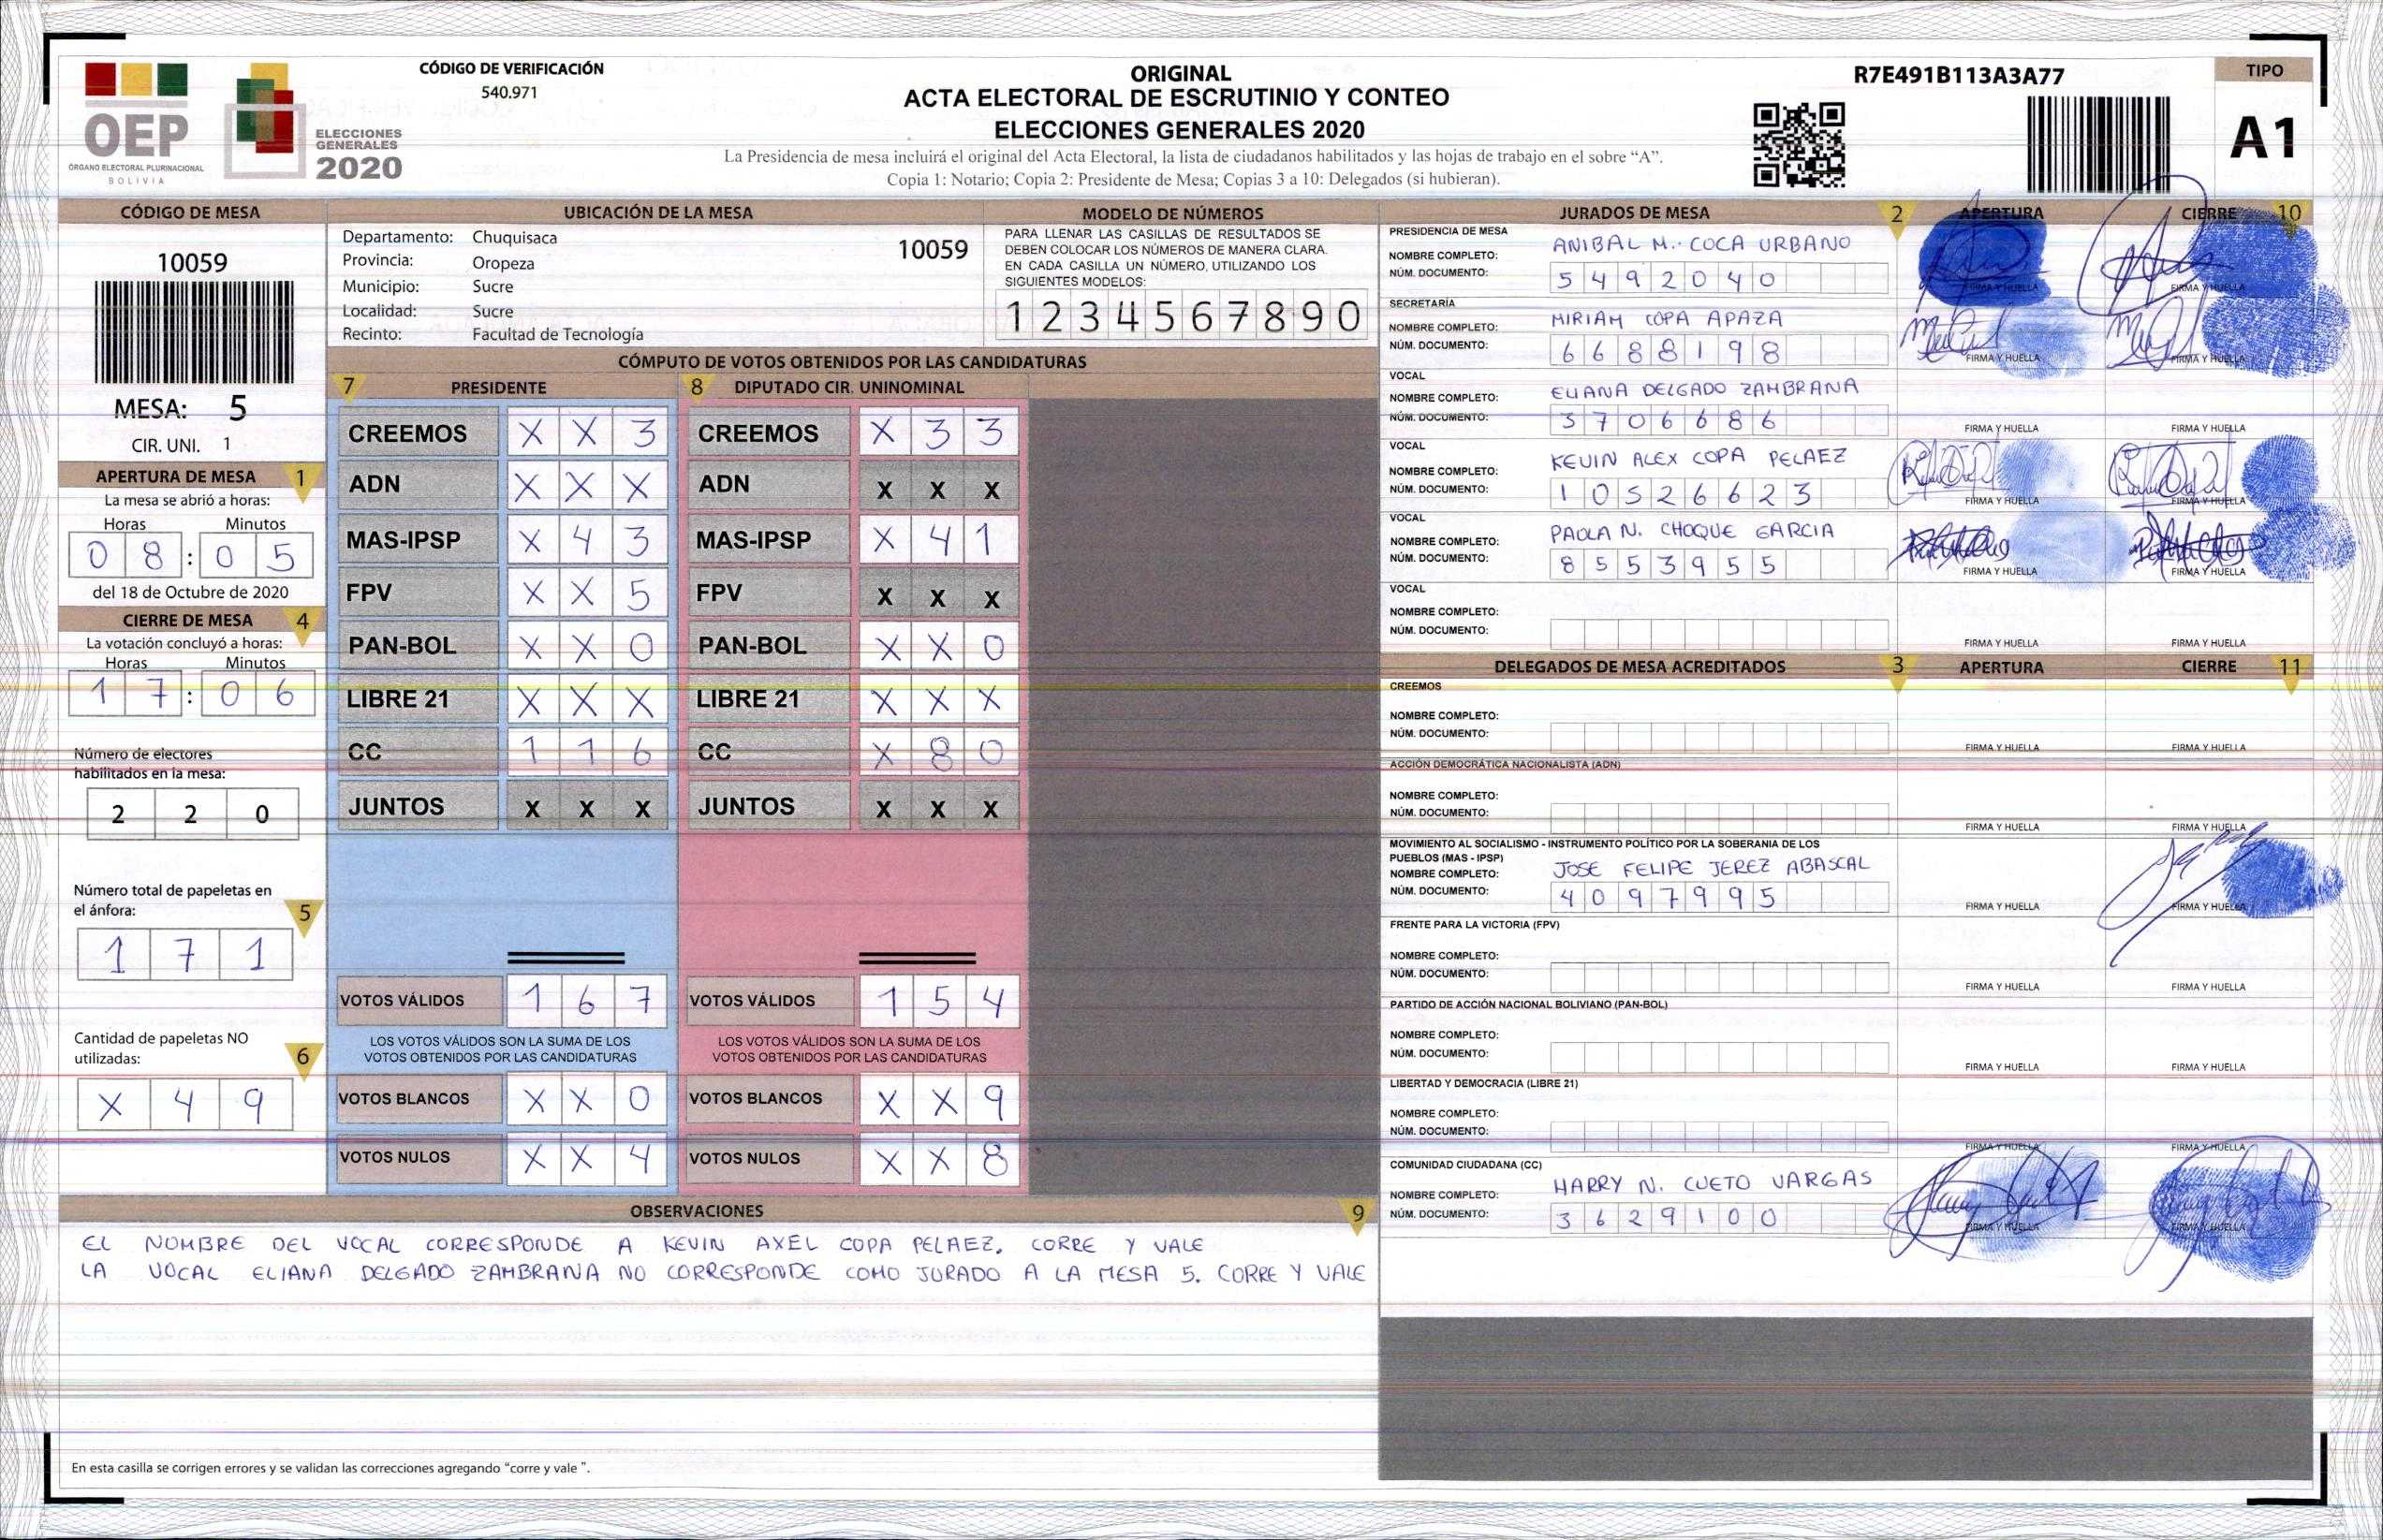 OEP
ÓRGANO ELECTORAL PLURINACIONAL
BOLIVIA
ELECCIONES
GENERALES
2020
CÓDIGO DE VERIFICACIÓN
540.971
ORIGINAL
ACTA ELECTORAL DE ESCRUTINIO Y CONTEO
ELECCIONES GENERALES 2020
La Presidencia de mesa incluirá el original del Acta Electoral, la lista de ciudadanos habilitados y las hojas de trabajo en el sobre “A”.
Copia 1: Notario; Copia 2: Presidente de Mesa; Copias 3 a 10: Delegados (si hubieran).
R7E491B113A3A77
TIPO
A1
CÓDIGO DE MESA
10059
MESA: 5
CIR. UNI. 1
APERTURA DE MESA 1
La mesa se abrió a horas:
Horas Minutos
0 8 : 0 5
del 18 de Octubre de 2020
CIERRE DE MESA 4
La votación concluyó a horas:
Horas Minutos
1 7 : 0 6
Número de electores
habilitados en la mesa:
2 2 0
Número total de papeletas en
el ánfora: 5
1 7 1
Cantidad de papeletas NO
utilizadas: 6
X 4 9
UBICACIÓN DE LA MESA
Departamento: Chuquisaca 10059
Provincia: Oropeza
Municipio: Sucre
Localidad: Sucre
Recinto: Facultad de Tecnología
MODELO DE NÚMEROS
PARA LLENAR LAS CASILLAS DE RESULTADOS SE
DEBEN COLOCAR LOS NÚMEROS DE MANERA CLARA.
EN CADA CASILLA UN NÚMERO, UTILIZANDO LOS
SIGUIENTES MODELOS:
1 2 3 4 5 6 7 8 9 0
CÓMPUTO DE VOTOS OBTENIDOS POR LAS CANDIDATURAS
7 PRESIDENTE 8 DIPUTADO CIR. UNINOMINAL
CREEMOS X X 3 CREEMOS X 3 3
ADN X X X ADN X X X
MAS-IPSP X 4 3 MAS-IPSP X 4 1
FPV X X 5 FPV X X X
PAN-BOL X X 0 PAN-BOL X X 0
LIBRE 21 X X X LIBRE 21 X X X
CC 1 1 6 CC X 8 0
JUNTOS X X X JUNTOS X X X
VOTOS VÁLIDOS 1 6 7 VOTOS VÁLIDOS 1 5 4
LOS VOTOS VÁLIDOS SON LA SUMA DE LOS LOS VOTOS VÁLIDOS SON LA SUMA DE LOS
VOTOS OBTENIDOS POR LAS CANDIDATURAS VOTOS OBTENIDOS POR LAS CANDIDATURAS
VOTOS BLANCOS X X 0 VOTOS BLANCOS X X 9
VOTOS NULOS X X 4 VOTOS NULOS X X 8
OBSERVACIONES 9
EL NOMBRE DEL VOCAL CORRESPONDE A KEVIN AXEL COPA PELAEZ. CORRE Y VALE
LA VOCAL ELIANA DELGADO ZAMBRANA NO CORRESPONDE COMO JURADO A LA MESA 5. CORRE Y VALE
En esta casilla se corrigen errores y se validan las correcciones agregando “corre y vale ”.
JURADOS DE MESA 2 APERTURA CIERRE 10
PRESIDENCIA DE MESA
NOMBRE COMPLETO: ANIBAL M. COCA URBANO
NÚM. DOCUMENTO: 5 4 9 2 0 4 0
FIRMA Y HUELLA FIRMA Y HUELLA
SECRETARÍA
NOMBRE COMPLETO: MIRIAM COPA APAZA
NÚM. DOCUMENTO: 6 6 8 8 1 9 8
FIRMA Y HUELLA FIRMA Y HUELLA
VOCAL
NOMBRE COMPLETO: ELIANA DELGADO ZAMBRANA
NÚM. DOCUMENTO: 3 7 0 6 6 8 6
FIRMA Y HUELLA FIRMA Y HUELLA
VOCAL
NOMBRE COMPLETO: KEVIN ALEX COPA PELAEZ
NÚM. DOCUMENTO: 1 0 5 2 6 6 2 3
FIRMA Y HUELLA FIRMA Y HUELLA
VOCAL
NOMBRE COMPLETO: PAOLA N. CHOQUE GARCIA
NÚM. DOCUMENTO: 8 5 5 3 9 5 5
FIRMA Y HUELLA FIRMA Y HUELLA
VOCAL
NOMBRE COMPLETO:
NÚM. DOCUMENTO:
FIRMA Y HUELLA FIRMA Y HUELLA
DELEGADOS DE MESA ACREDITADOS 3 APERTURA CIERRE 11
CREEMOS
NOMBRE COMPLETO:
NÚM. DOCUMENTO:
FIRMA Y HUELLA FIRMA Y HUELLA
ACCIÓN DEMOCRÁTICA NACIONALISTA (ADN)
NOMBRE COMPLETO:
NÚM. DOCUMENTO:
FIRMA Y HUELLA FIRMA Y HUELLA
MOVIMIENTO AL SOCIALISMO - INSTRUMENTO POLÍTICO POR LA SOBERANIA DE LOS
PUEBLOS (MAS - IPSP)
NOMBRE COMPLETO: JOSE FELIPE JEREZ ABASCAL
NÚM. DOCUMENTO: 4 0 9 7 9 9 5
FIRMA Y HUELLA FIRMA Y HUELLA
FRENTE PARA LA VICTORIA (FPV)
NOMBRE COMPLETO:
NÚM. DOCUMENTO:
FIRMA Y HUELLA FIRMA Y HUELLA
PARTIDO DE ACCIÓN NACIONAL BOLIVIANO (PAN-BOL)
NOMBRE COMPLETO:
NÚM. DOCUMENTO:
FIRMA Y HUELLA FIRMA Y HUELLA
LIBERTAD Y DEMOCRACIA (LIBRE 21)
NOMBRE COMPLETO:
NÚM. DOCUMENTO:
FIRMA Y HUELLA FIRMA Y HUELLA
COMUNIDAD CIUDADANA (CC)
NOMBRE COMPLETO: HARRY N. CUETO VARGAS
NÚM. DOCUMENTO: 3 6 2 9 1 0 0
FIRMA Y HUELLA FIRMA Y HUELLA